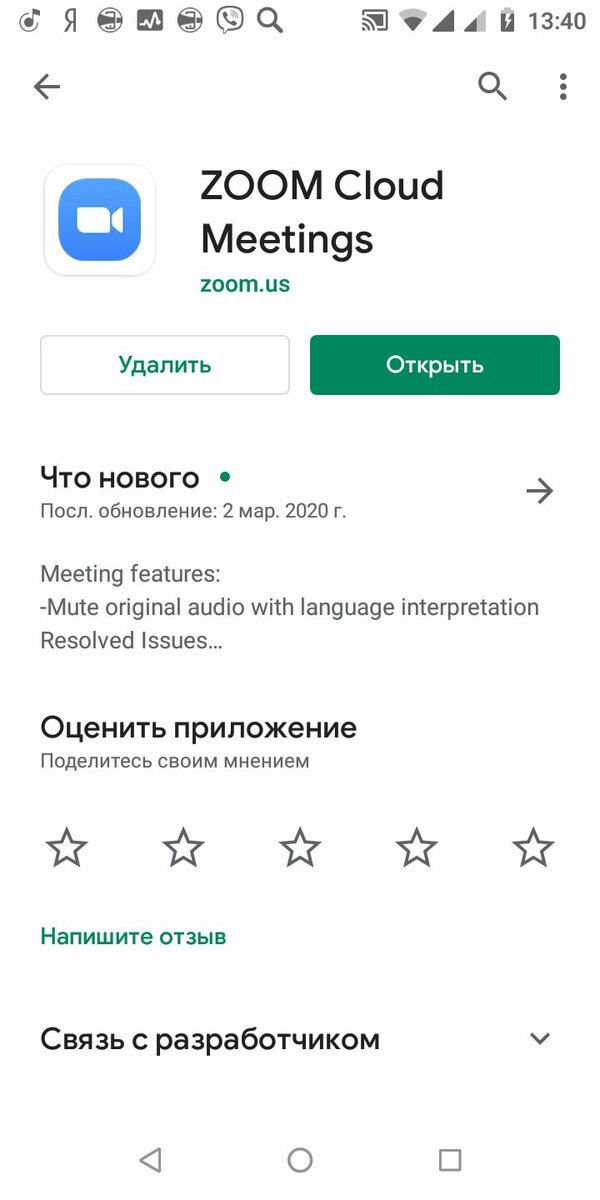 Я 13:40
ZOOM Cloud
Meetings
zoom.us
Удалить Открыть
Что нового
Посл. обновление: 2 мар. 2020 г.
Meeting features:
-Mute original audio with language interpretation
Resolved Issues...
Оценить приложение
Поделитесь своим мнением
Напишите отзыв
Связь с разработчиком